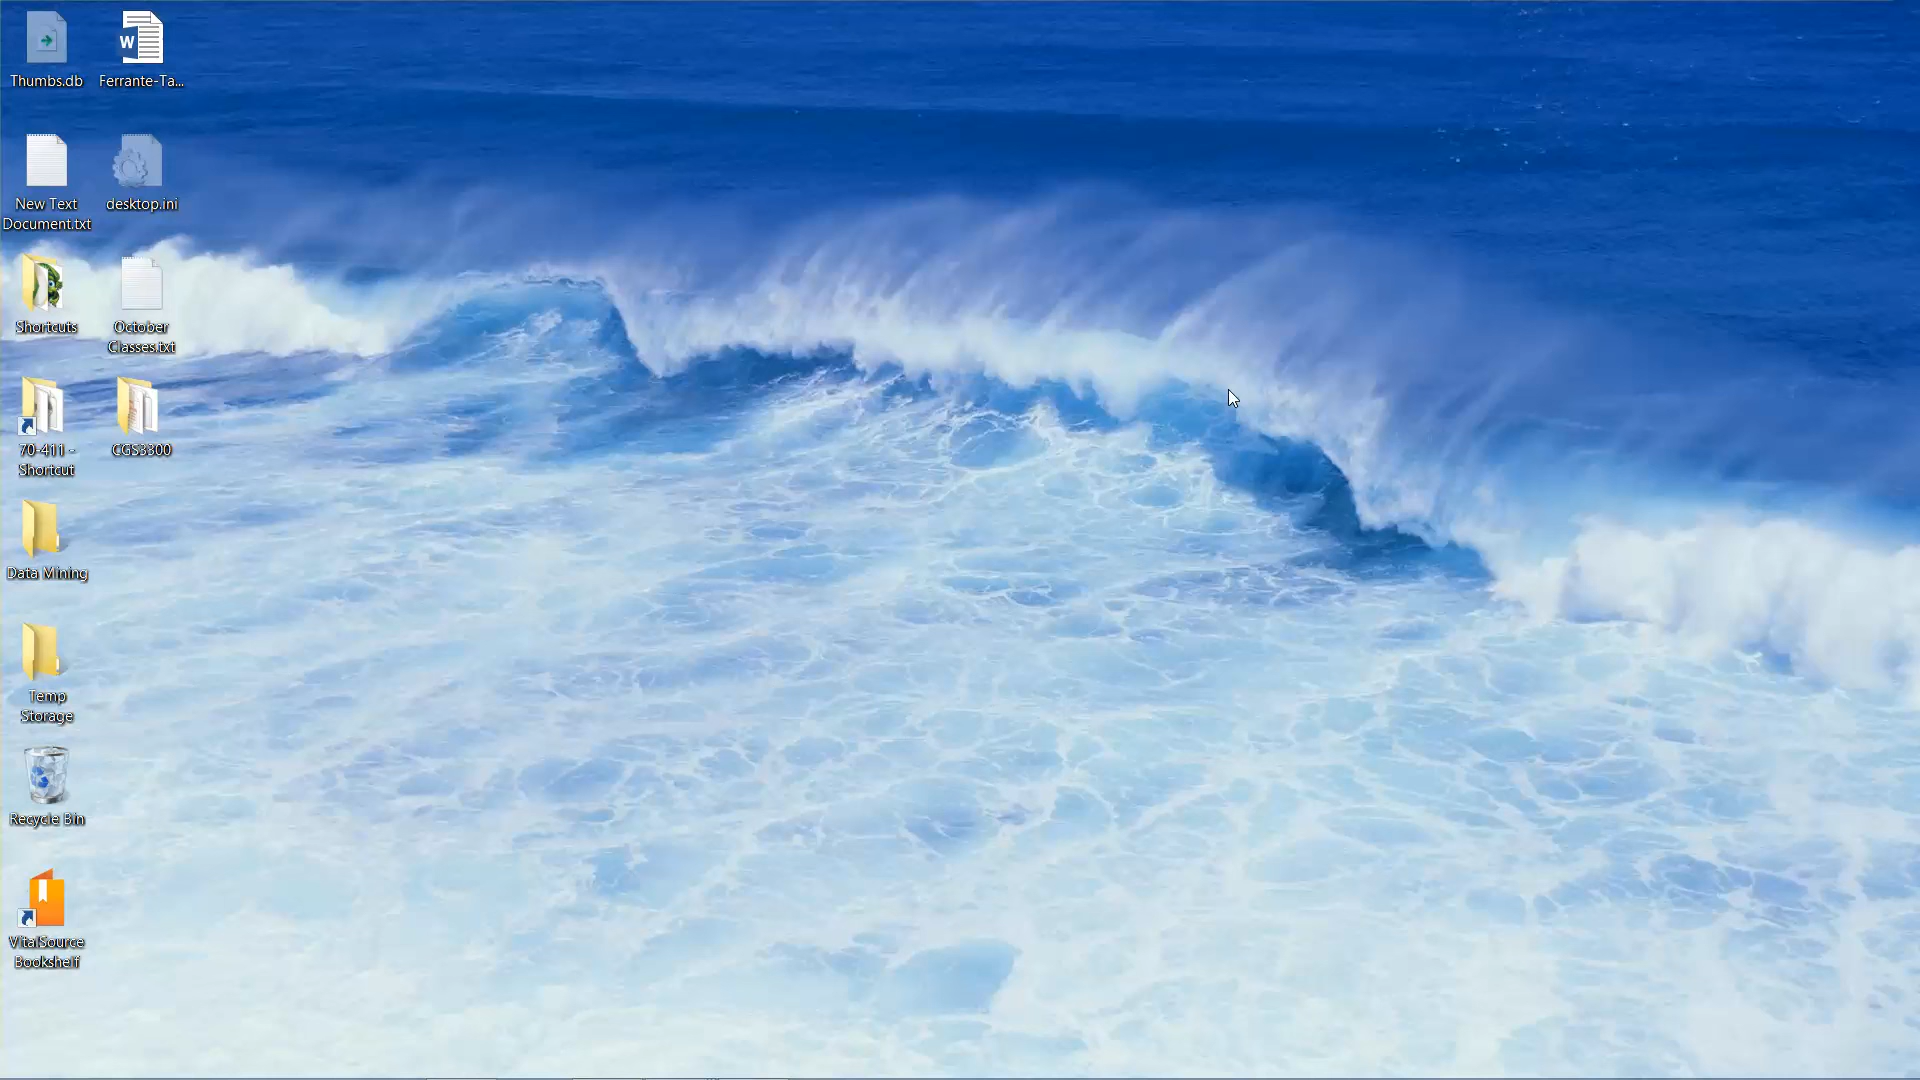 Thumbs.db
Ferrante-Ta...
New Text
Document.txt
desktop.ini
Shortcuts
October
Classes.txt
70-411 -
Shortcut
CGS3300
Data Mining
Temp
Storage
Recycle Bin
VitalSource
Bookshelf